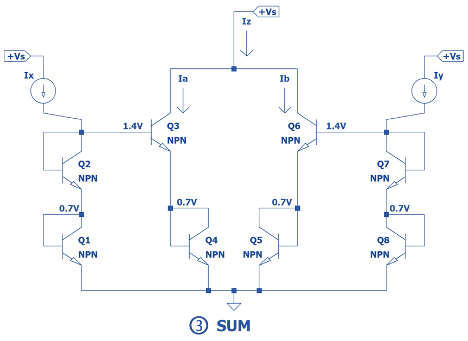 +Vs
Iz
+Vs
+Vs
Ix
Ia
Ib
Iy
1.4V
Q3
NPN
Q6
NPN
1.4V
Q2
NPN
Q7
NPN
0.7V
0.7V
0.7V
0.7V
Q1
NPN
Q4
NPN
Q5
NPN
Q8
NPN
③ SUM